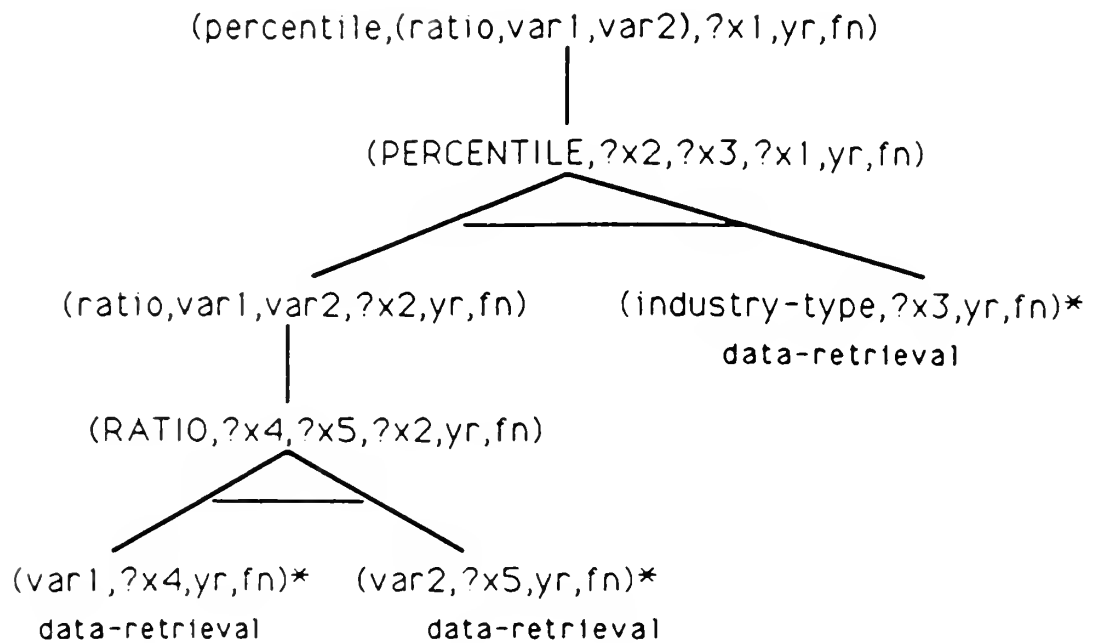 (percentile,(ratio,var1,var2),?x1,yr,fn)
(PERCENTILE,?x2,?x3,?x1,yr,fn)
(ratio,var1,var2,?x2,yr,fn) (industry-type,?x3,yr,fn)*
data-retrieval
(RATIO,?x4,?x5,?x2,yr,fn)
(var1,?x4,yr,fn)* (var2,?x5,yr,fn)*
data-retrieval data-retrieval